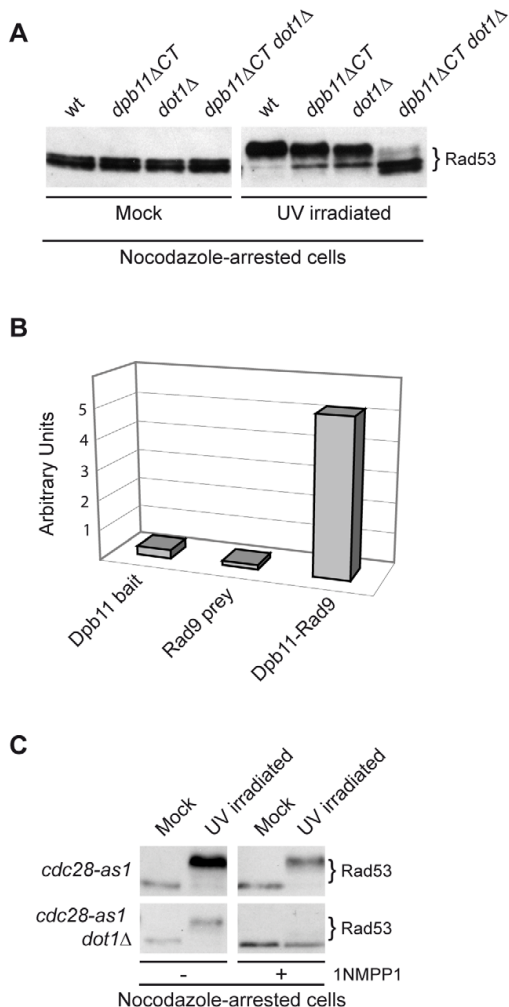 A
wt dpb11ΔCT dot1Δ dpb11ΔCT dot1Δ wt dpb11ΔCT dot1Δ dpb11ΔCT dot1Δ
} Rad53
Mock UV irradiated
Nocodazole-arrested cells
B
Arbitrary Units
5
4
3
2
1
Dpb11 bait Rad9 prey Dpb11-Rad9
C
Mock UV irradiated Mock UV irradiated
cdc28-as1 } Rad53
cdc28-as1
dot1Δ } Rad53
- + 1NMPP1
Nocodazole-arrested cells